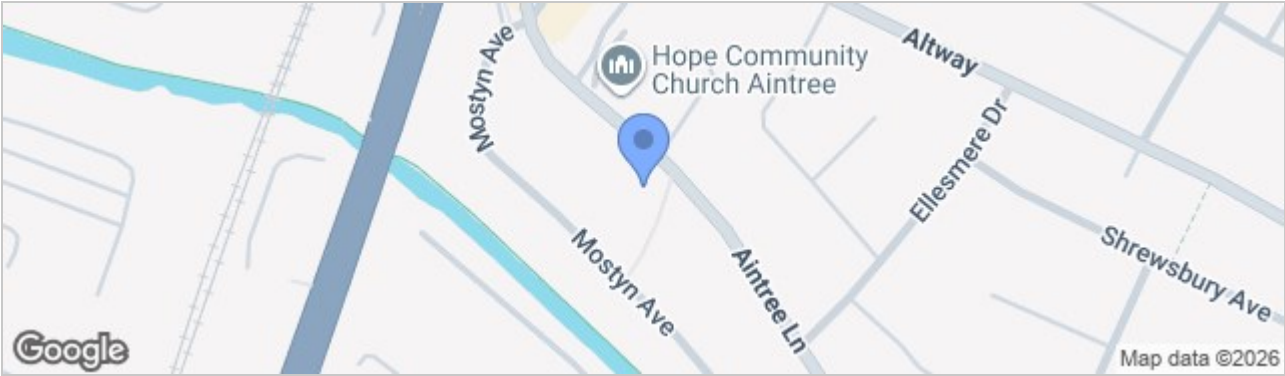 Mostyn Ave
Hope Community
Church Aintree
Altway
Ellesmere Dr
Mostyn Ave
Aintree Ln
Shrewsbury Ave
Google
Map data ©2026